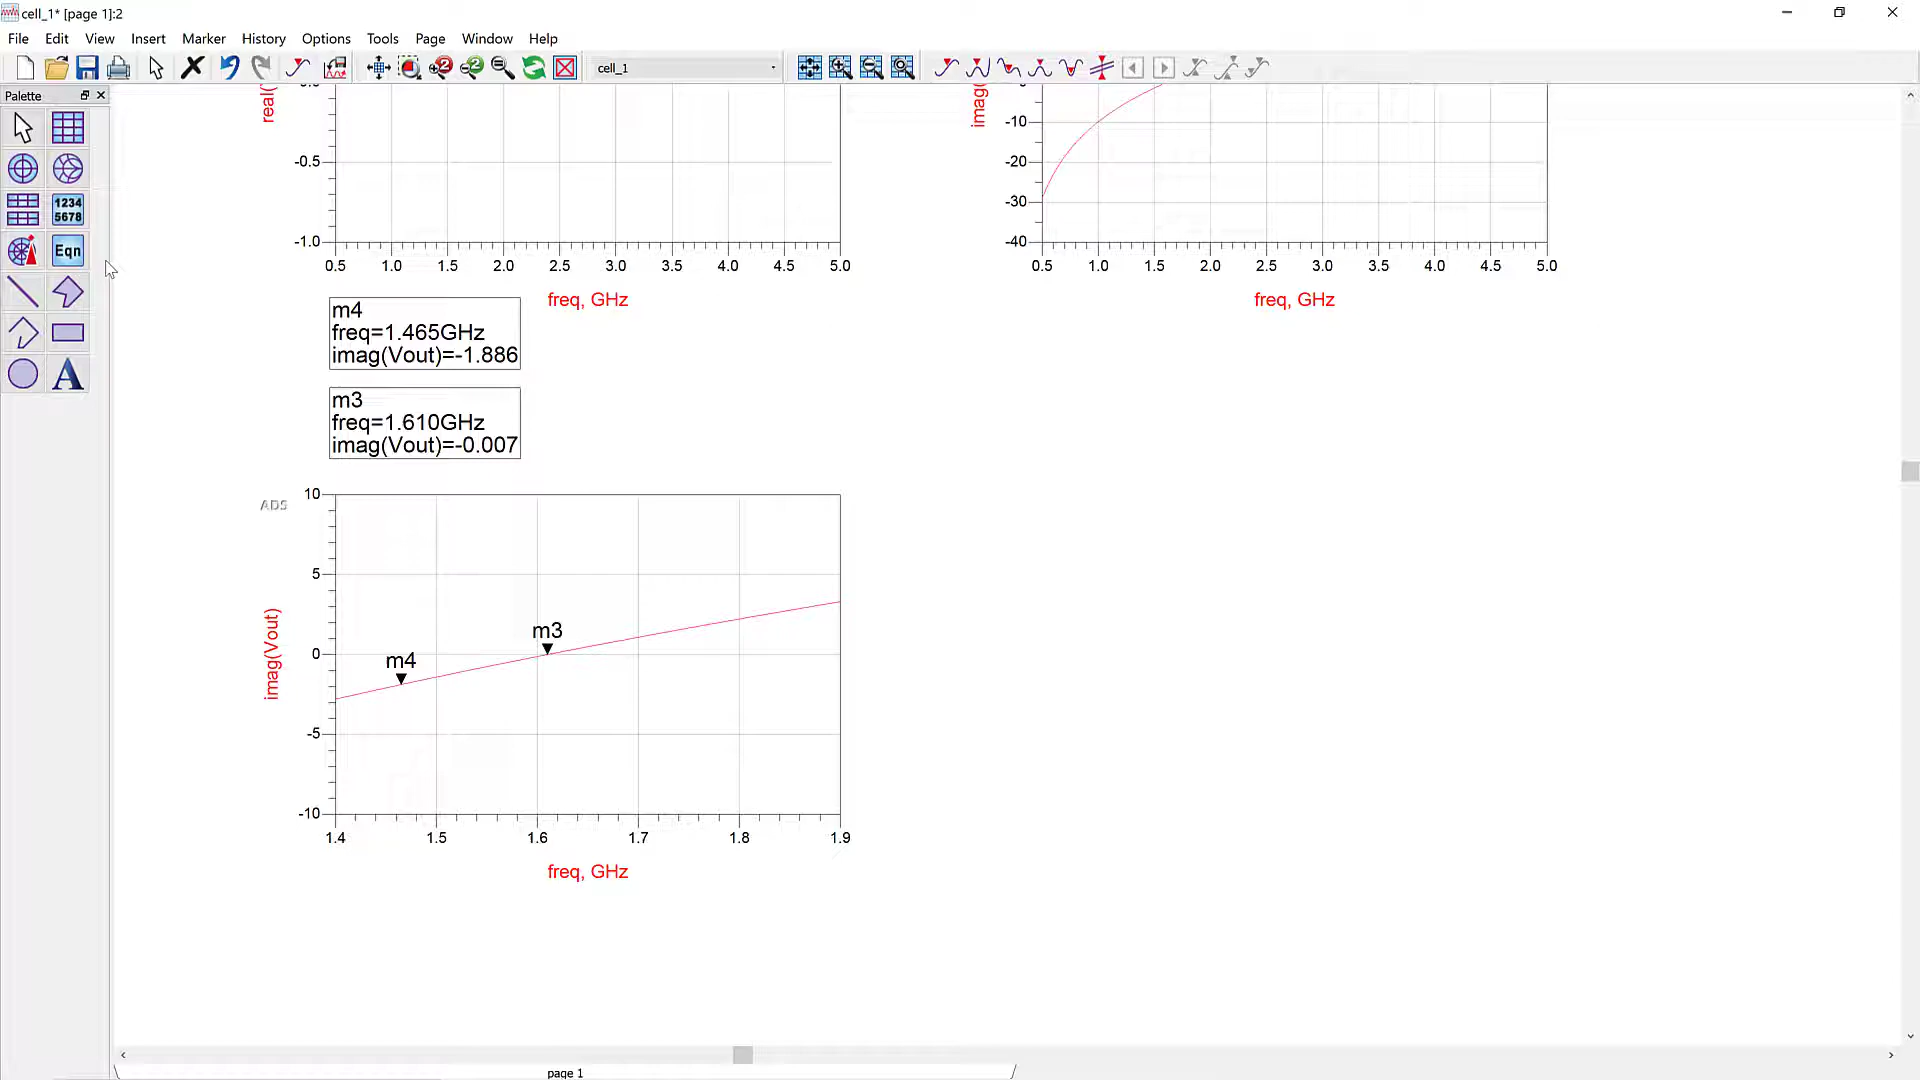 cell_1* [page 1]:2
File Edit View Insert Marker History Options Tools Page Window Help
cell_1
Palette
1234
5678
Eqn
A
real(
-0.5
-1.0
0.5 1.0 1.5 2.0 2.5 3.0 3.5 4.0 4.5 5.0
freq, GHz
imag(
-10
-20
-30
-40
0.5 1.0 1.5 2.0 2.5 3.0 3.5 4.0 4.5 5.0
freq, GHz
m4
freq=1.465GHz
imag(Vout)=-1.886
m3
freq=1.610GHz
imag(Vout)=-0.007
ADS
imag(Vout)
10
5
0
-5
-10
m4
m3
1.4 1.5 1.6 1.7 1.8 1.9
freq, GHz
page 1